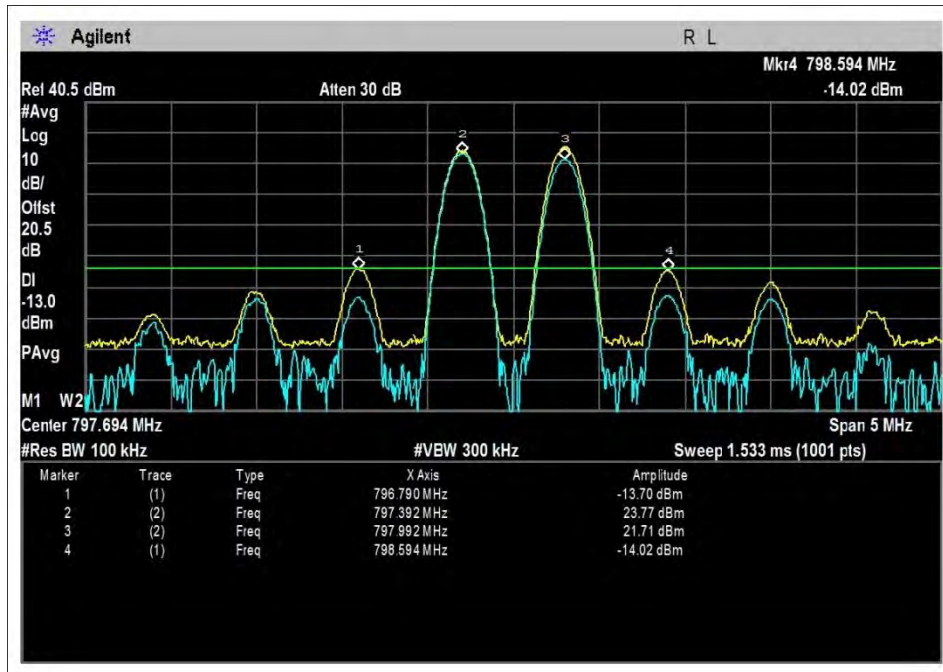 Agilent R L
Mkr4 798.594 MHz
Rel 40.5 dBm Atten 30 dB -14.02 dBm
#Avg
Log
10
dB/
Offst
20.5
dB
DI
-13.0
dBm
PAvg
M1 W2
1
2
3
4
Center 797.694 MHz Span 5 MHz
#Res BW 100 kHz #VBW 300 kHz Sweep 1.533 ms (1001 pts)
Marker Trace Type X Axis Amplitude
1 (1) Freq 796.790 MHz -13.70 dBm
2 (2) Freq 797.392 MHz 23.77 dBm
3 (2) Freq 797.992 MHz 21.71 dBm
4 (1) Freq 798.594 MHz -14.02 dBm